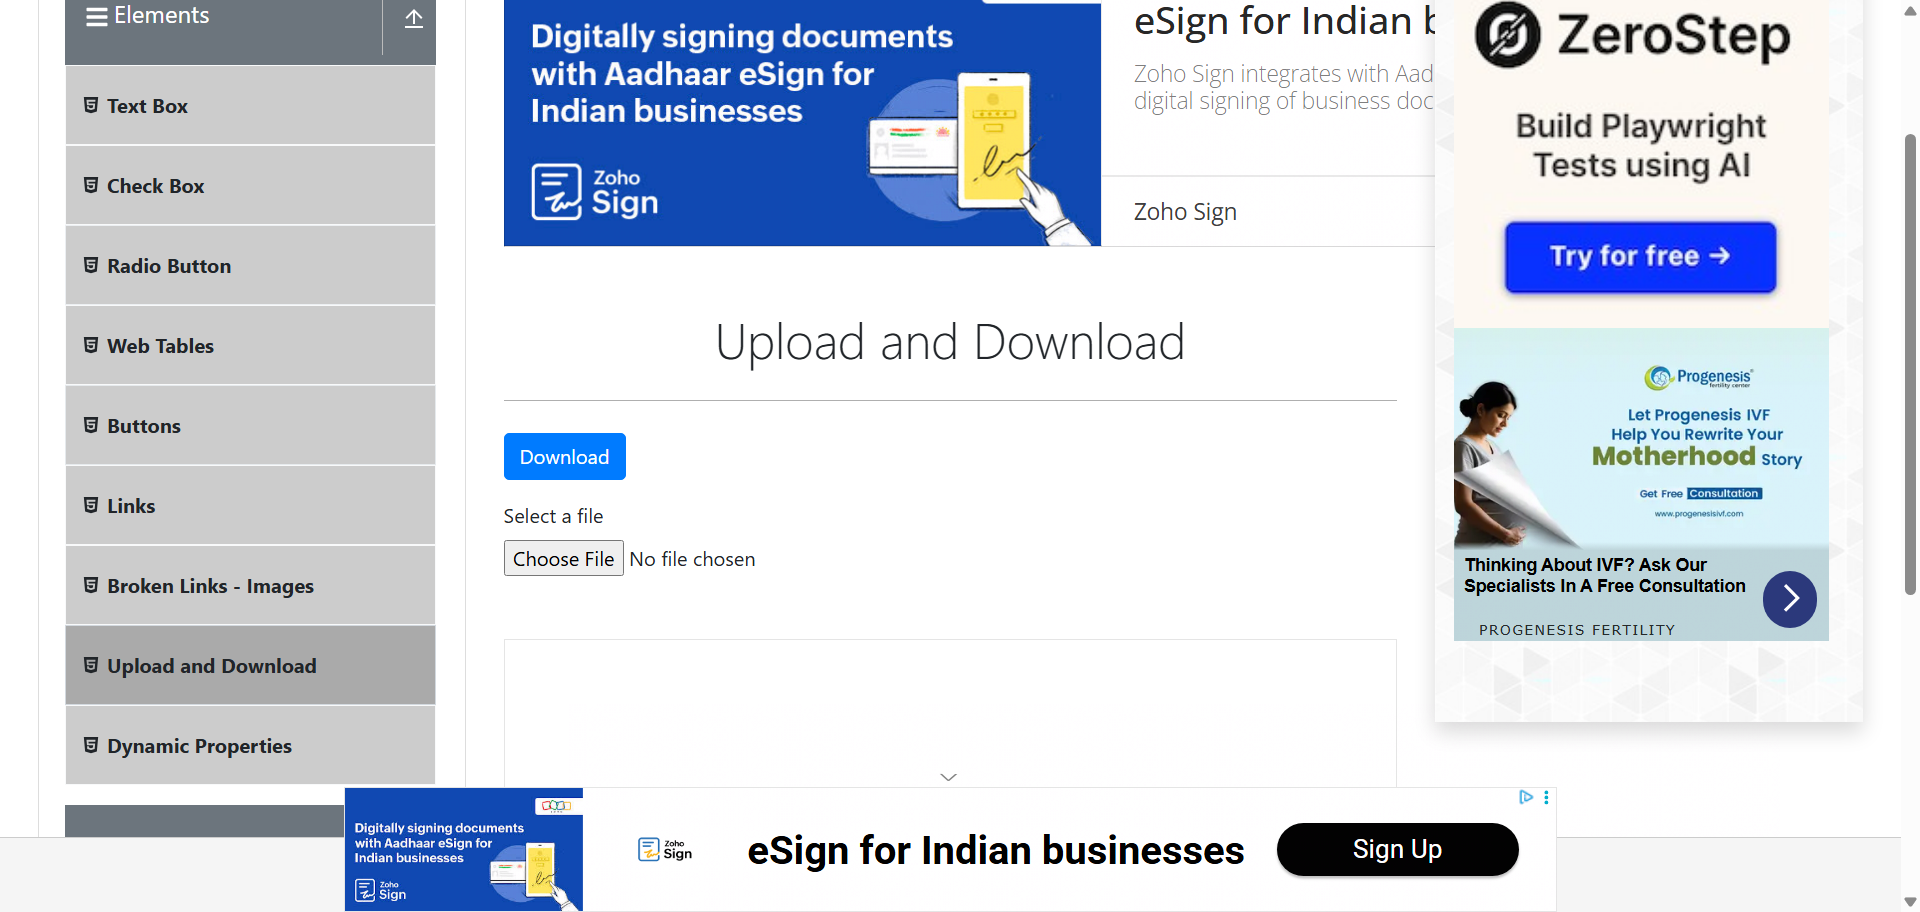 Elements
Text Box
Check Box
Radio Button
Web Tables
Buttons
Links
Broken Links - Images
Upload and Download
Dynamic Properties
Digitally signing documents
with Aadhaar eSign for
Indian businesses
Zoho
Sign
eSign for Indian b
Zoho Sign integrates with Aad
digital signing of business doc
Zoho Sign
Upload and Download
Download
Select a file
Choose File No file chosen
ZeroStep
Build Playwright
Tests using AI
Try for free →
Progenesis
fertility center
Let Progenesis IVF
Help You Rewrite Your
Motherhood Story
Get Free Consultation
www.progenesisivf.com
Thinking About IVF? Ask Our
Specialists In A Free Consultation
PROGENESIS FERTILITY
Digitally signing documents
with Aadhaar eSign for
Indian businesses
Zoho
Sign
Zoho
Sign
eSign for Indian businesses
Sign Up